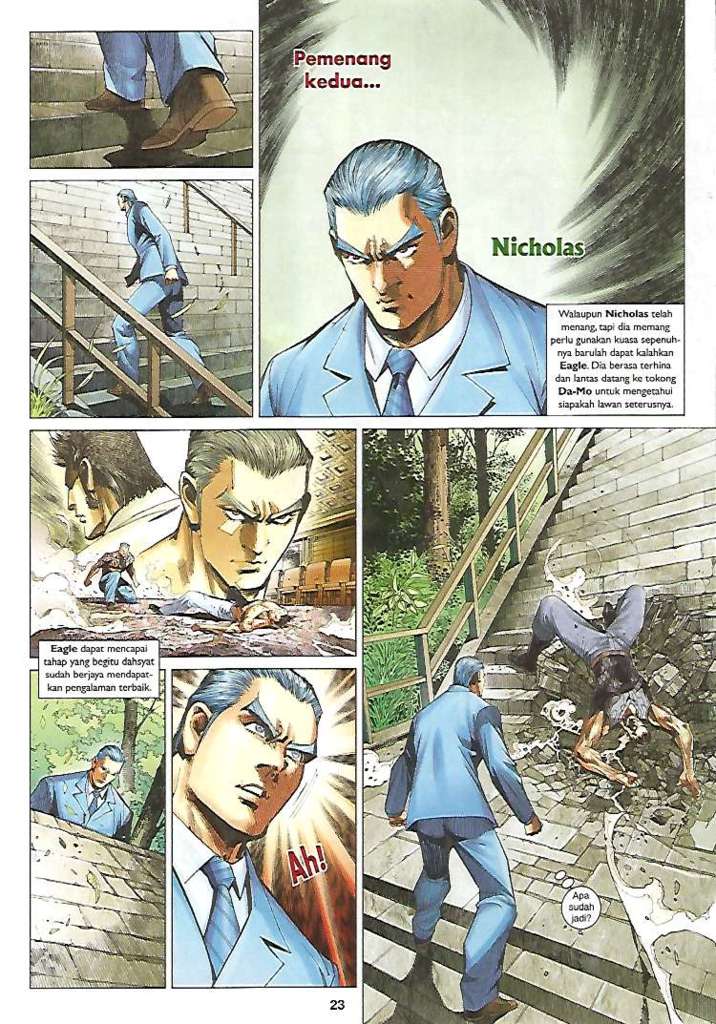 Pemenang
kedua...
Nicholas
Walaupun Nicholas telah
menang, tapi dia memang
perlu gunakan kuasa sepenuh-
nya barulah dapat kalahkan
Eagle. Dia berasa terhina
dan lantas datang ke tokong
Da-Mo untuk mengetahui
siapakah lawan seterusnya.
Eagle dapat mencapai
tahap yang begitu dahsyat
sudah berjaya mendapat-
kan pengalaman terbaik.
Ah!
Apa
sudah
jadi?
23